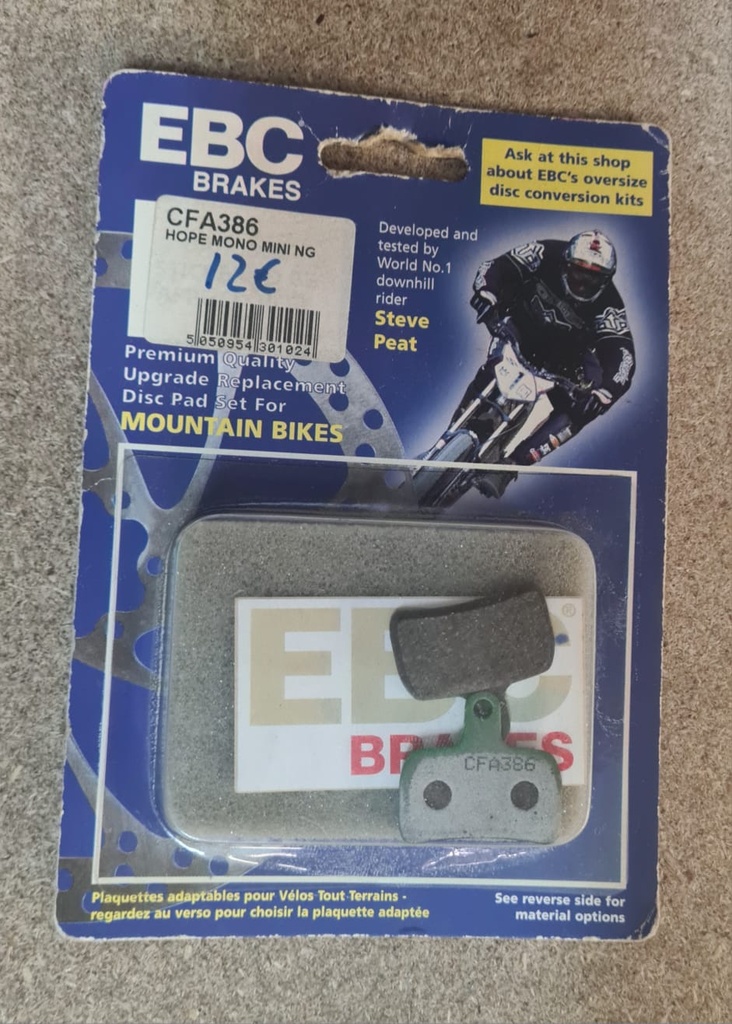 EBC
BRAKES
Ask at this shop
about EBC's oversize
disc conversion kits
CFA386
HOPE MONO MINI NG
12€
5 050954 301024
Developed and
tested by
World No.1
downhill
rider
Steve
Peat
Premium Quality
Upgrade Replacement
Disc Pad Set For
MOUNTAIN BIKES
EBC®
BRAKES
CFA386
Plaquettes adaptables pour Vélos Tout Terrains -
regardez au verso pour choisir la plaquette adaptée
See reverse side for
material options